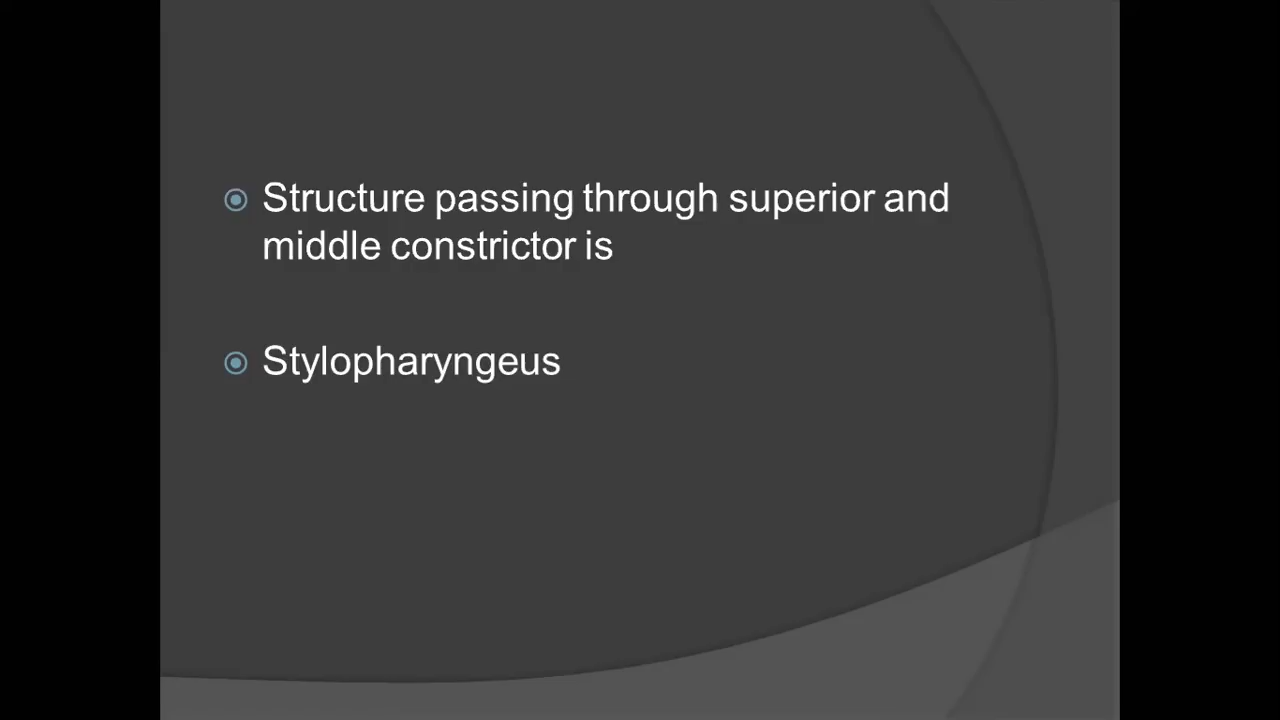 Structure passing through superior and
middle constrictor is
Stylopharyngeus